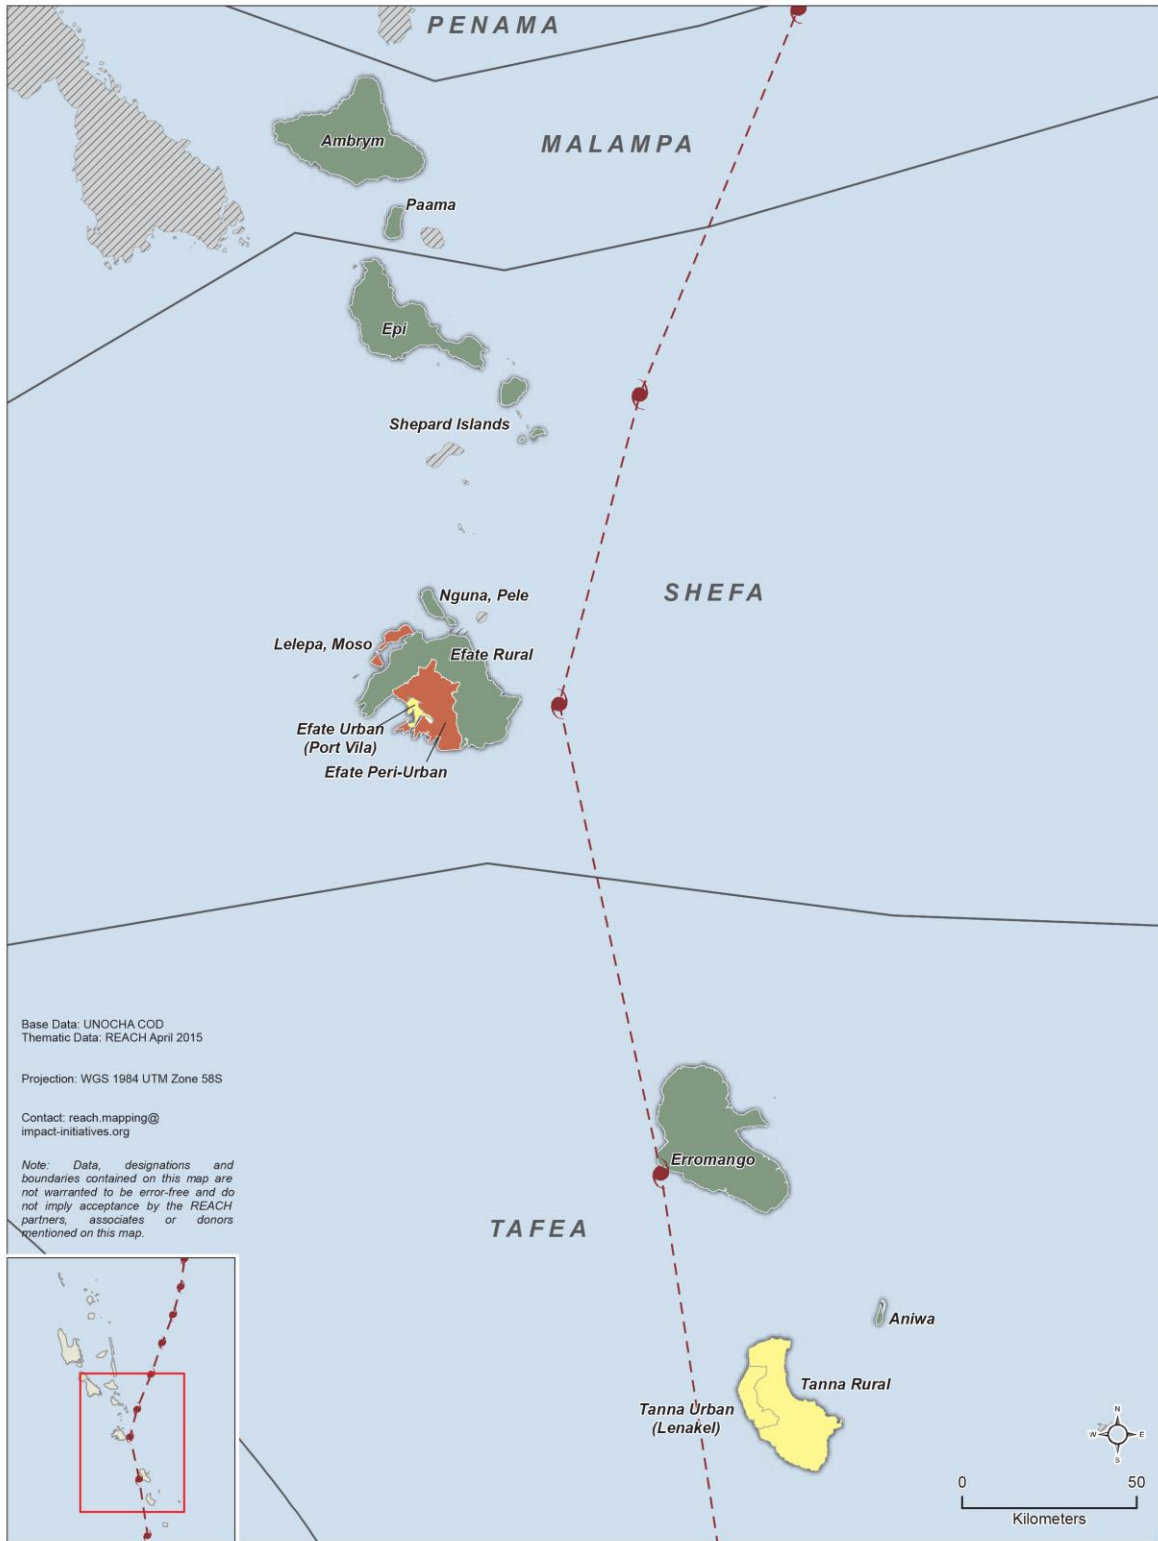 PENAMA
Ambrym
MALAMPA
Paama
Epi
Shepard Islands
Nguna, Pele
SHEFA
Lelepa, Moso
Efate Rural
Efate Urban
(Port Vila)
Efate Peri-Urban
Base Data: UNOCHA COD
Thematic Data: REACH April 2015
Projection: WGS 1984 UTM Zone 58S
Contact: reach.mapping@
impact-initiatives.org
Note: Data, designations and
boundaries contained on this map are
not warranted to be error-free and do
not imply acceptance by the REACH
partners, associates or donors
mentioned on this map.
Erromango
TAFEA
Aniwa
Tanna Rural
Tanna Urban
(Lenakel)
N
W E
S
0 50
Kilometers